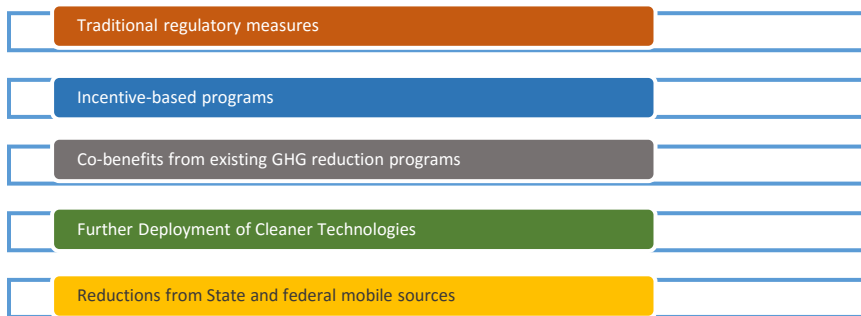 Traditional regulatory measures
Incentive-based programs
Co-benefits from existing GHG reduction programs
Further Deployment of Cleaner Technologies
Reductions from State and federal mobile sources